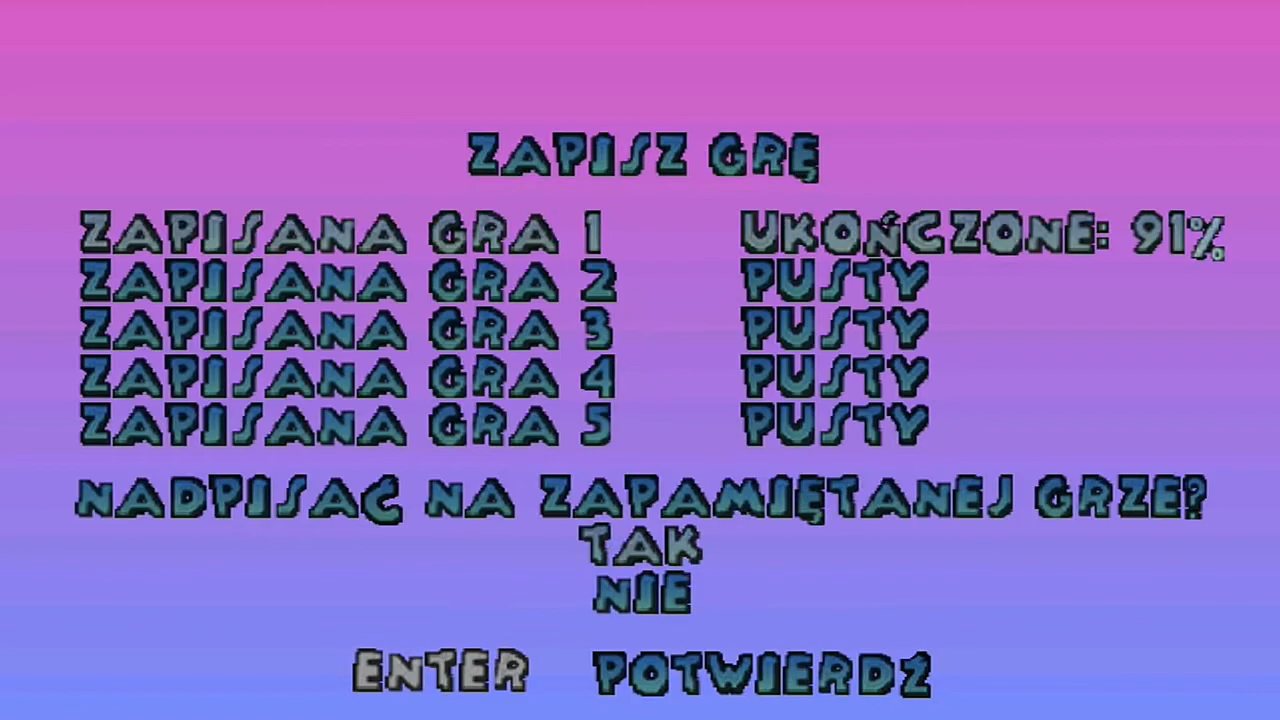 ZAPISZ GRĘ
ZAPISANA GRA 1 UKOŃCZONE: 91%
ZAPISANA GRA 2 PUSTY
ZAPISANA GRA 3 PUSTY
ZAPISANA GRA 4 PUSTY
ZAPISANA GRA 5 PUSTY
NADPISAĆ NA ZAPAMIĘTANEJ GRZE?
TAK
NIE
ENTER POTWIERDŹ